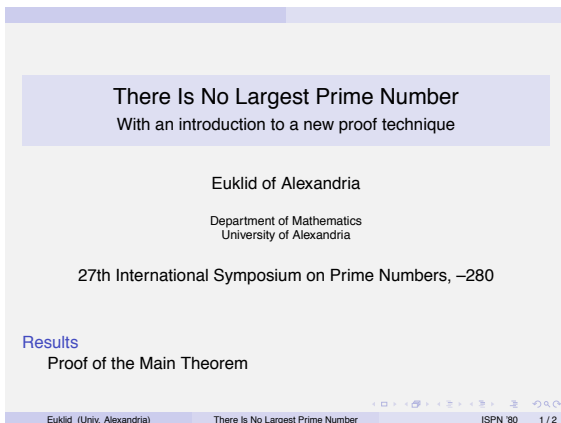 There Is No Largest Prime Number
With an introduction to a new proof technique
Euklid of Alexandria
Department of Mathematics
University of Alexandria
27th International Symposium on Prime Numbers, –280
Results
Proof of the Main Theorem
Euklid (Univ. Alexandria) There Is No Largest Prime Number ISPN ’80 1 / 2